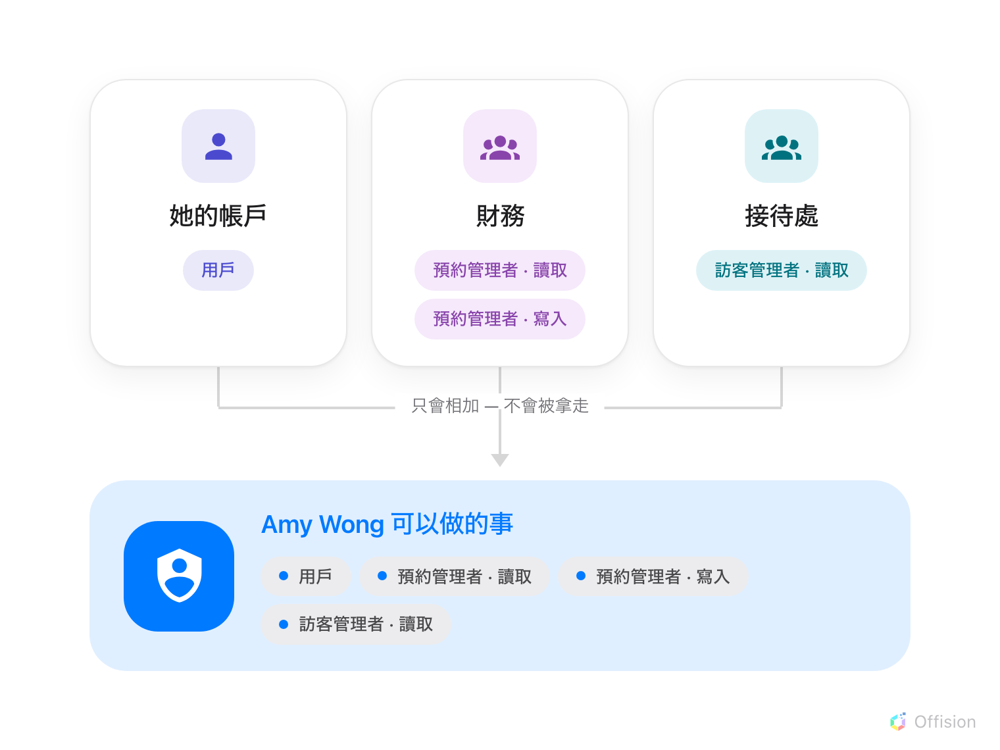 她的帳戶
用戶
財務
預約管理者 · 讀取
預約管理者 · 寫入
接待處
訪客管理者 · 讀取
只會相加 — 不會被拿走
Amy Wong 可以做的事
用戶
預約管理者 · 讀取
預約管理者 · 寫入
訪客管理者 · 讀取
Offision